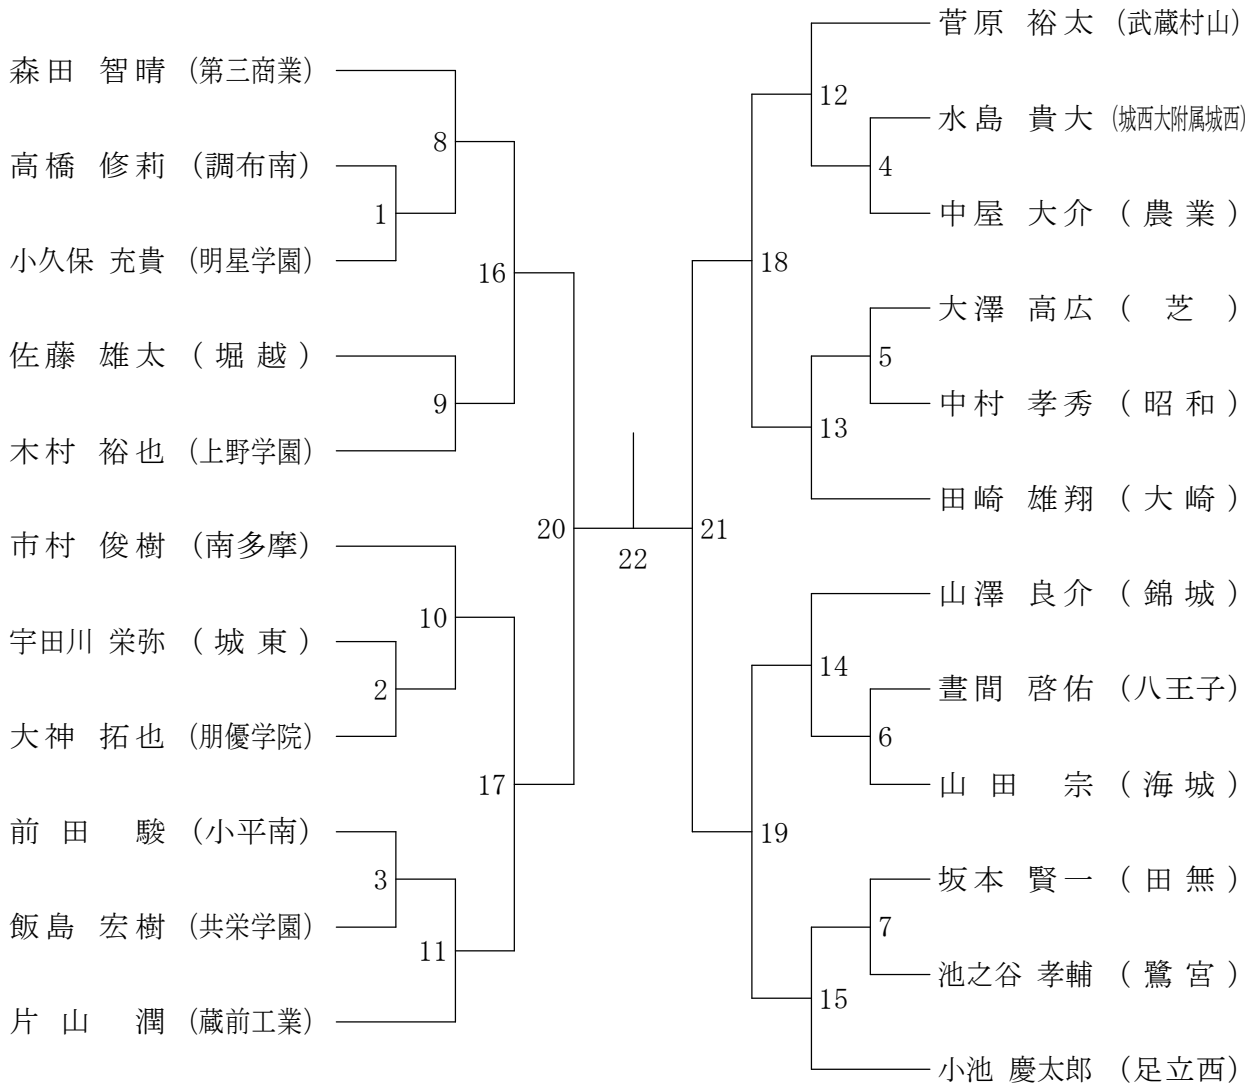 森田 智晴 (第三商業)
高橋 修莉 (調布南)
小久保 充貴 (明星学園)
佐藤 雄太 (堀越)
木村 裕也 (上野学園)
市村 俊樹 (南多摩)
宇田川 栄弥 (城東)
大神 拓也 (朋優学院)
前田 駿 (小平南)
飯島 宏樹 (共栄学園)
片山 潤 (蔵前工業)
8
1
16
9
20
10
2
17
3
11
22
21
12
4
18
5
13
14
6
19
7
15
菅原 裕太 (武蔵村山)
水島 貴大 (城西大附属城西)
中屋 大介 (農業)
大澤 高広 (芝)
中村 孝秀 (昭和)
田崎 雄翔 (大崎)
山澤 良介 (錦城)
晝間 啓佑 (八王子)
山田 宗 (海城)
坂本 賢一 (田無)
池之谷 孝輔 (鷺宮)
小池 慶太郎 (足立西)